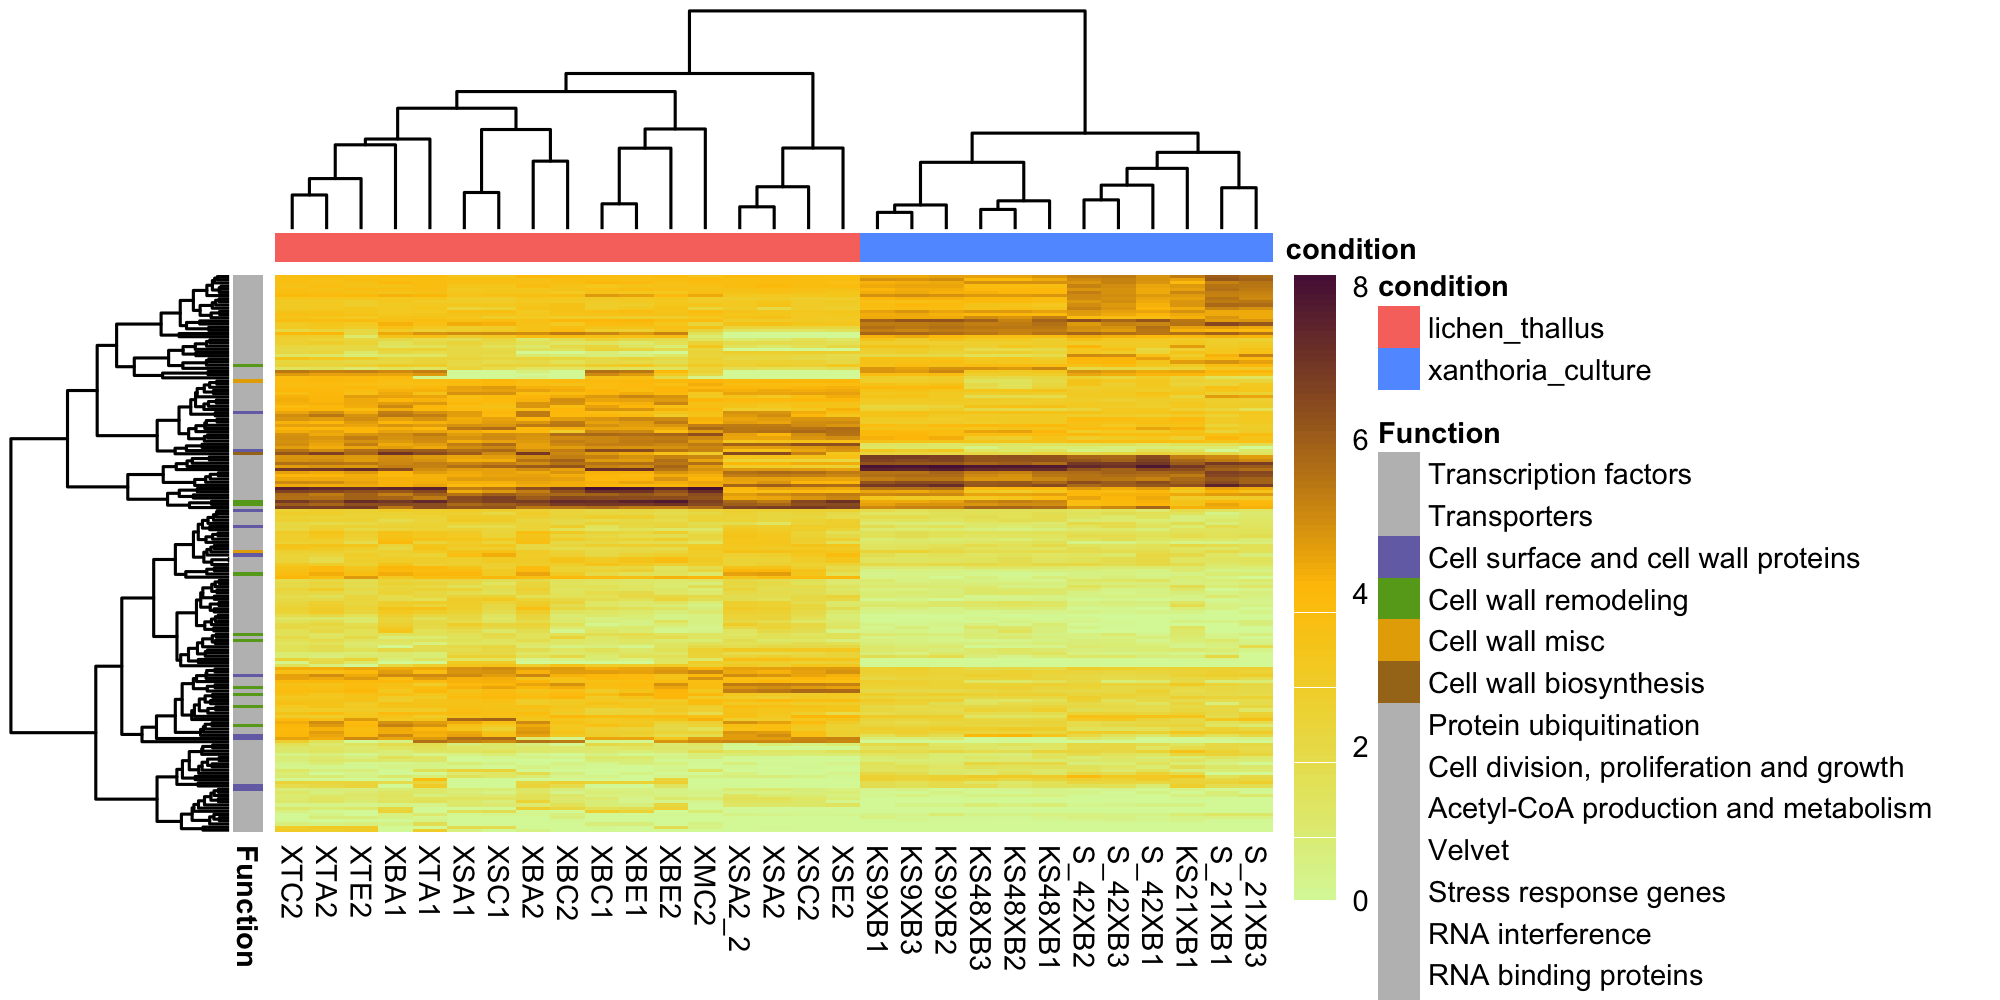 condition
8
6
4
2
0
condition
lichen_thallus
xanthoria_culture
Function
Transcription factors
Transporters
Cell surface and cell wall proteins
Cell wall remodeling
Cell wall misc
Cell wall biosynthesis
Protein ubiquitination
Cell division, proliferation and growth
Acetyl-CoA production and metabolism
Velvet
Stress response genes
RNA interference
RNA binding proteins
Function
XTC2
XTA2
XTE2
XBA1
XTA1
XSA1
XSC1
XBA2
XBC2
XBC1
XBE1
XBE2
XMC2
XSA2_2
XSA2
XSC2
XSE2
KS9XB1
KS9XB3
KS9XB2
KS48XB3
KS48XB2
KS48XB1
S_42XB2
S_42XB3
S_42XB1
KS21XB1
S_21XB1
S_21XB3